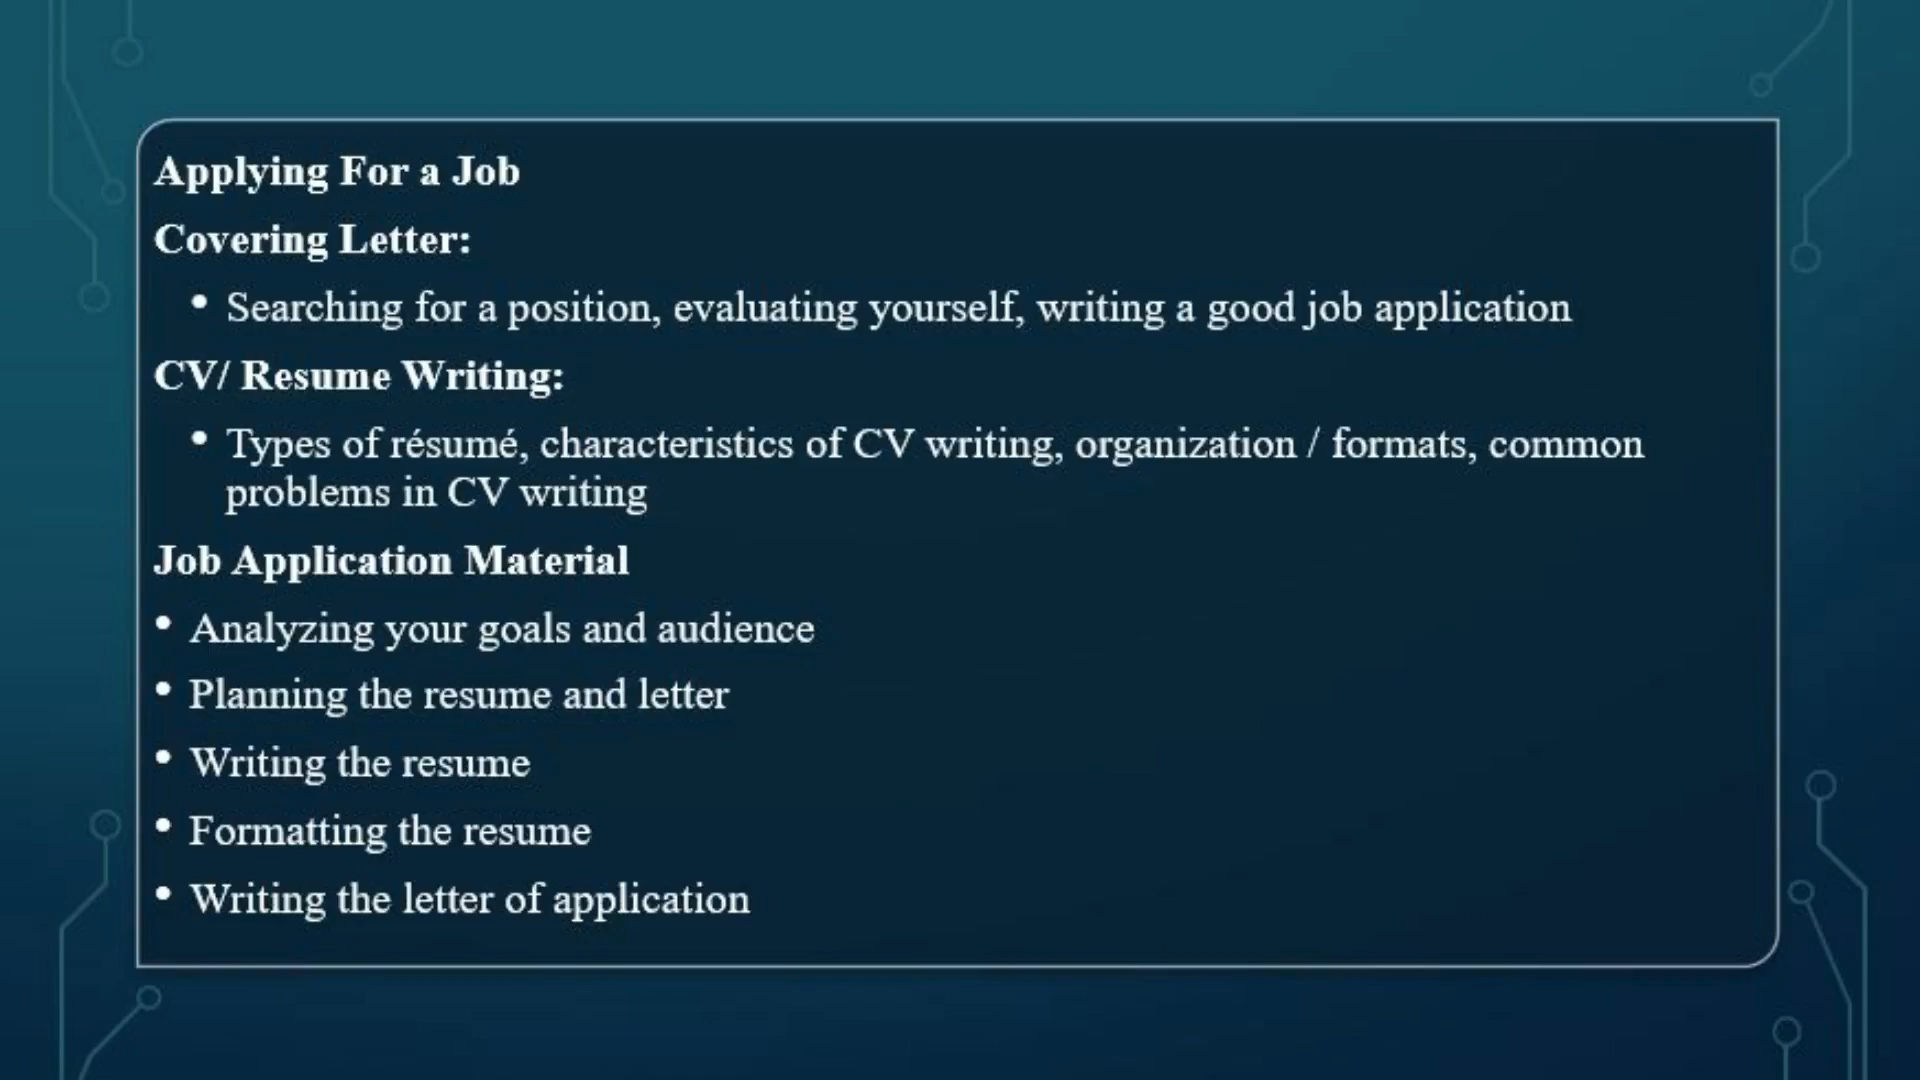 Applying For a Job
Covering Letter:
• Searching for a position, evaluating yourself, writing a good job application
CV/ Resume Writing:
• Types of résumé, characteristics of CV writing, organization / formats, common
problems in CV writing
Job Application Material
• Analyzing your goals and audience
• Planning the resume and letter
• Writing the resume
• Formatting the resume
• Writing the letter of application